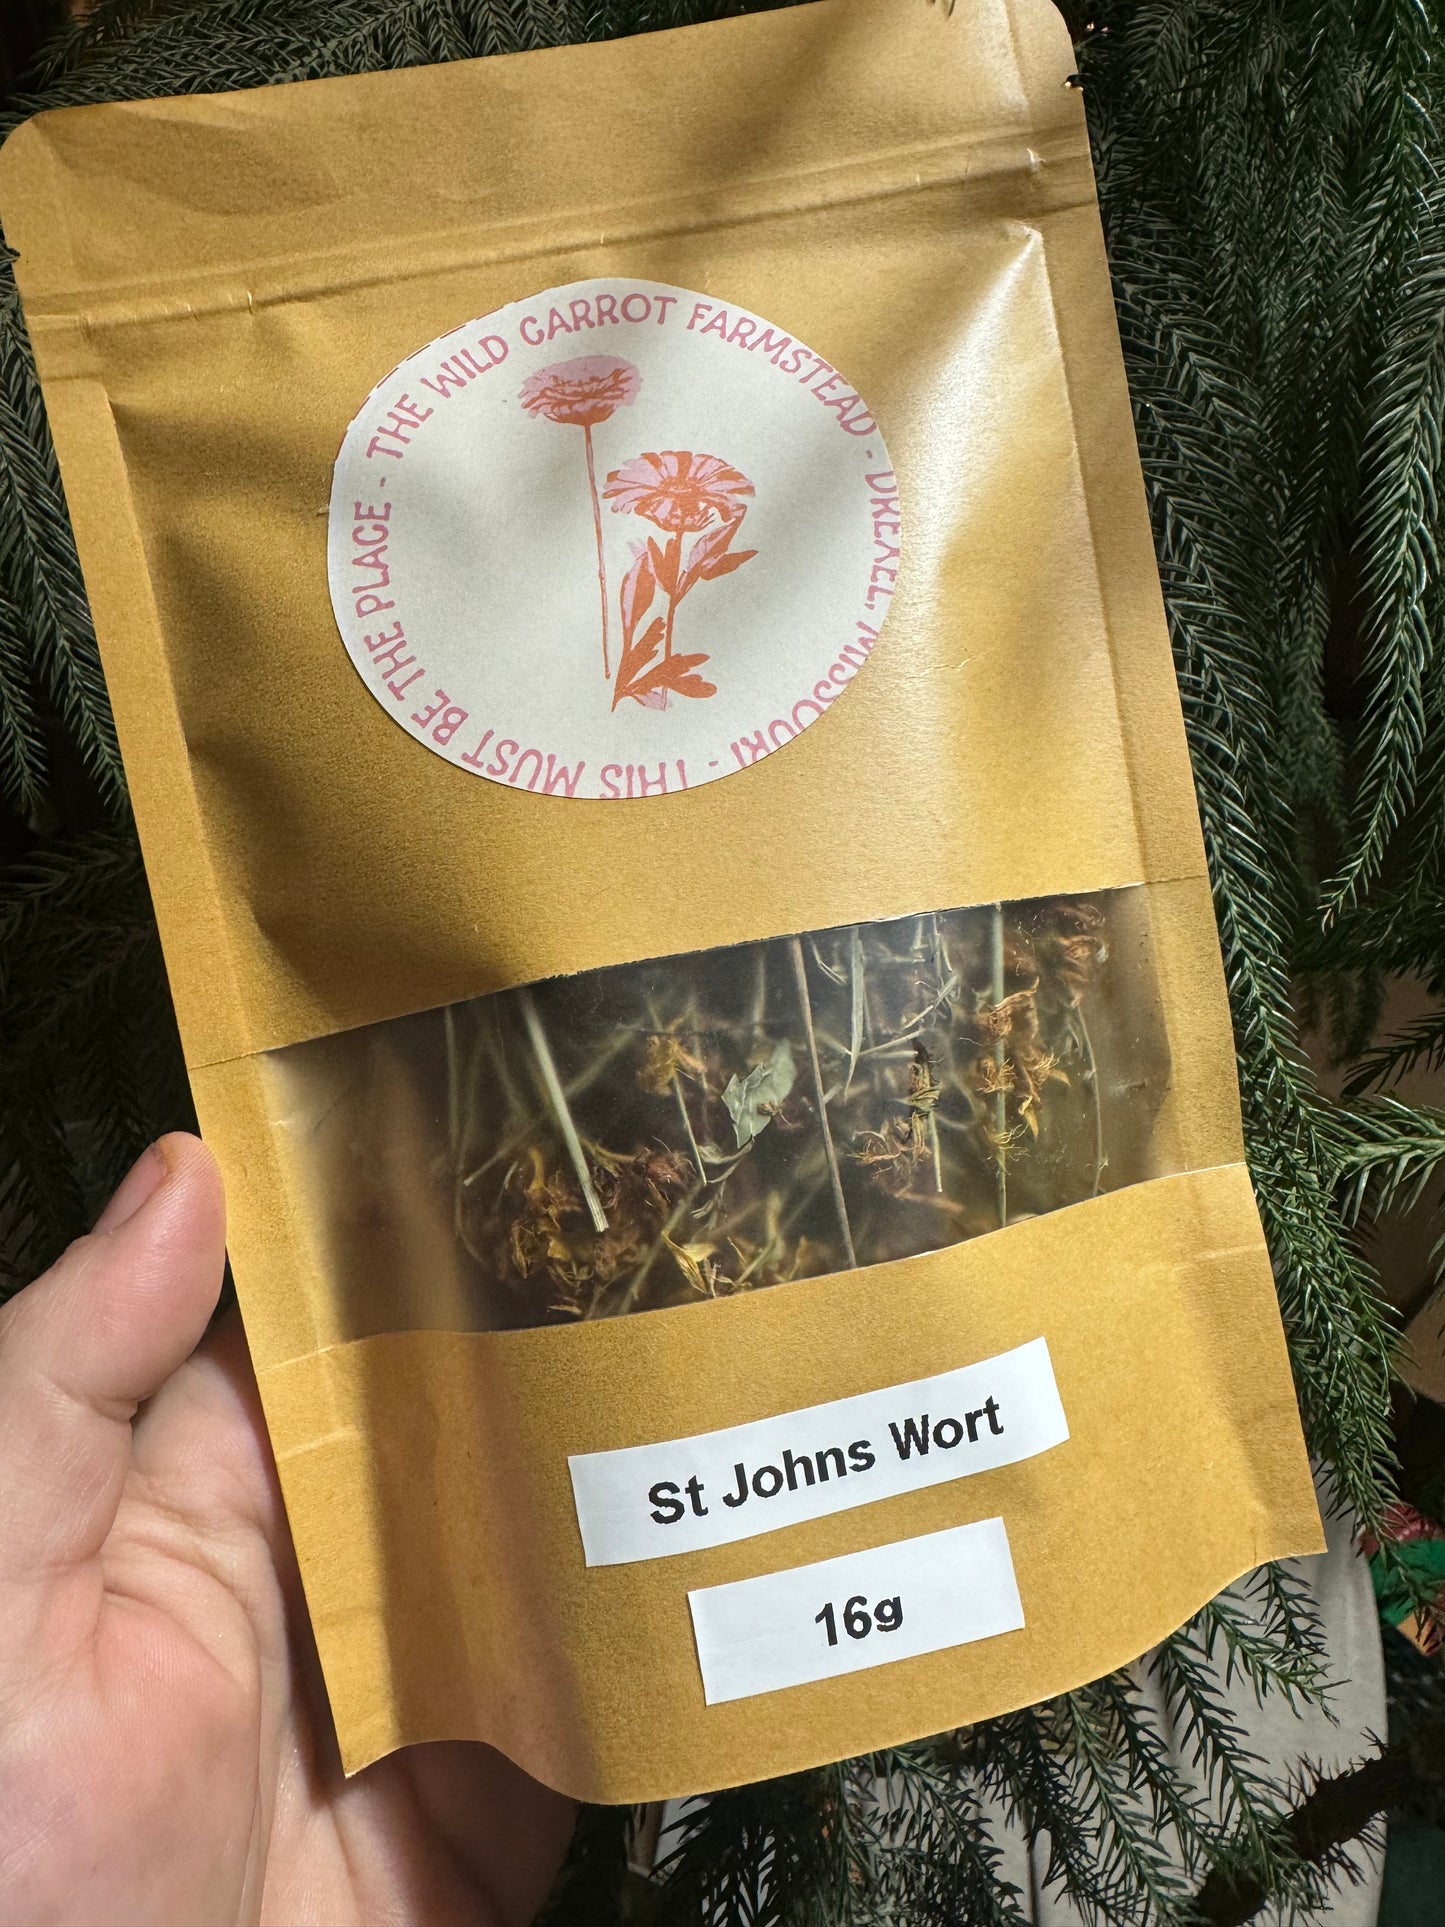 THE WILD CARROT FARMSTEAD - DREXEL, MISSOURI - THIS MUST BE THE PLACE -
St Johns Wort
16g